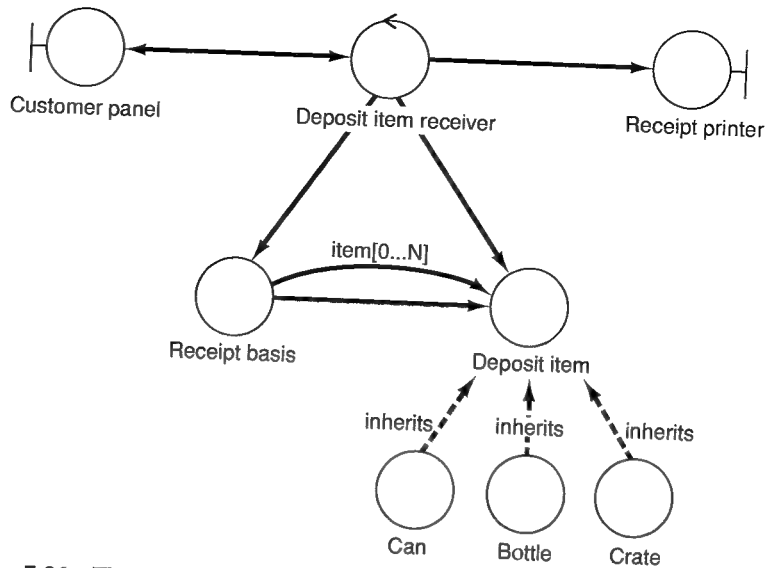 Customer panel
Deposit item receiver
Receipt printer
item[0...N]
Receipt basis
Deposit item
inherits
inherits
inherits
Can
Bottle
Crate